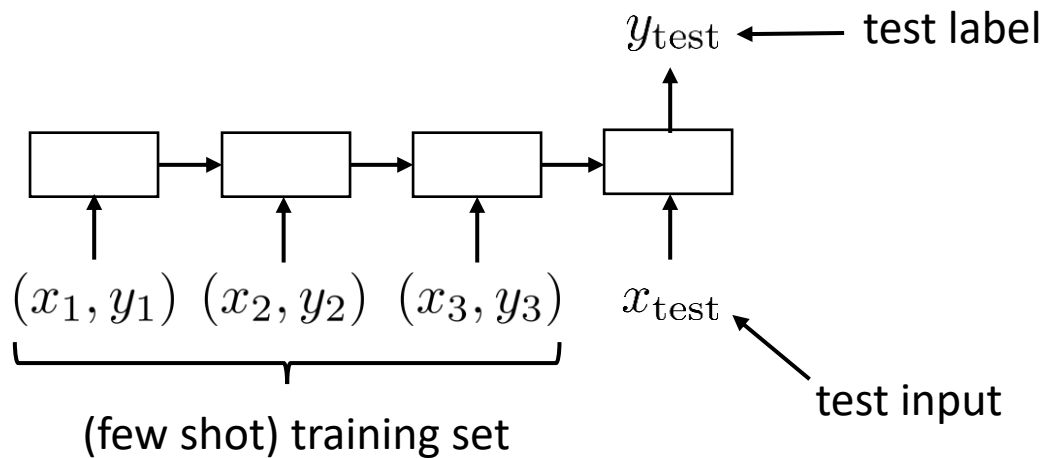 y_test test label
(x_1, y_1) (x_2, y_2) (x_3, y_3) x_test
test input
(few shot) training set